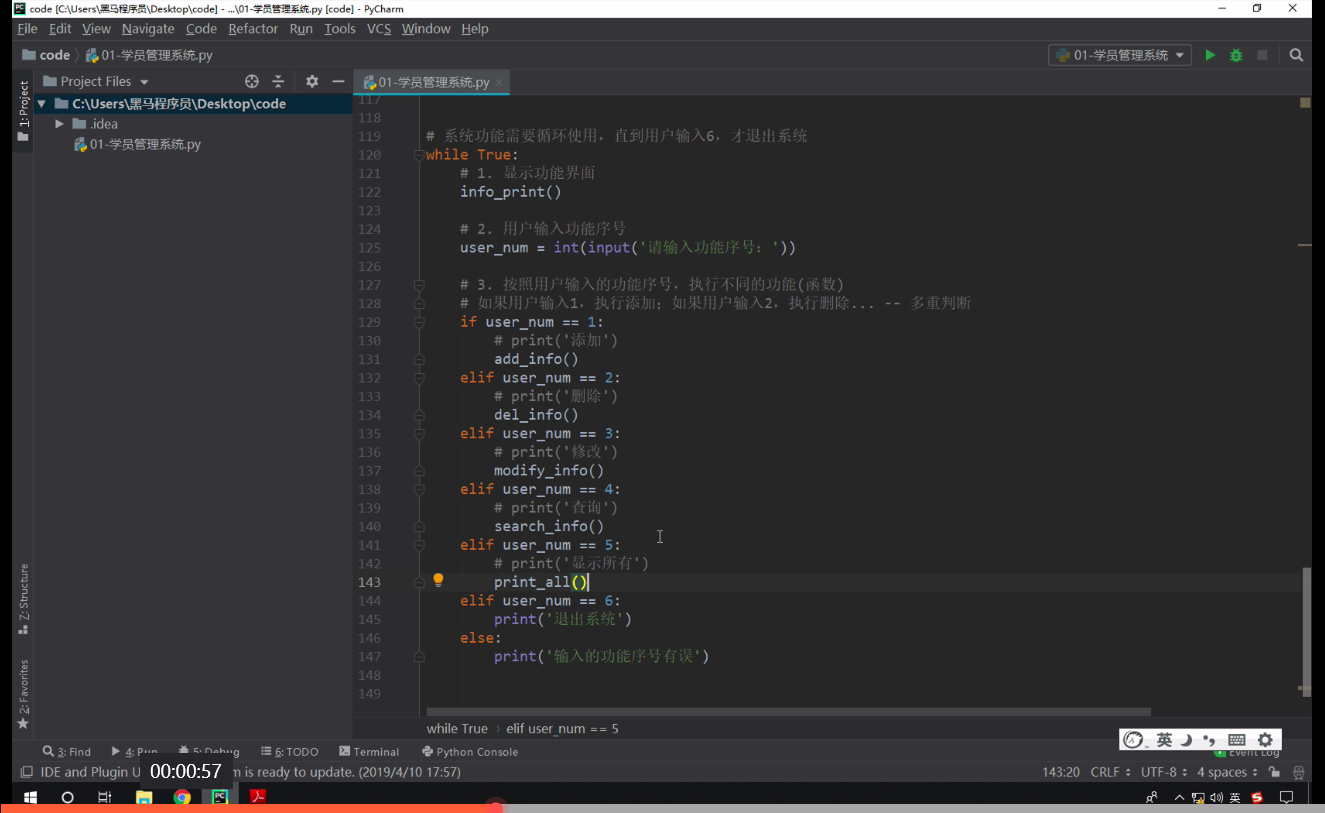 code [C:\Users\黑马程序员\Desktop\code] - ...\01-学员管理系统.py [code] - PyCharm
File Edit View Navigate Code Refactor Run Tools VCS Window Help
code 01-学员管理系统.py 01-学员管理系统
Project Files 01-学员管理系统.py
1: Project
C:\Users\黑马程序员\Desktop\code
.idea
01-学员管理系统.py
117
118
119 # 系统功能需要循环使用，直到用户输入6，才退出系统
120 while True:
121 # 1. 显示功能界面
122 info_print()
123
124 # 2. 用户输入功能序号
125 user_num = int(input('请输入功能序号：'))
126
127 # 3. 按照用户输入的功能序号，执行不同的功能(函数)
128 # 如果用户输入1，执行添加；如果用户输入2，执行删除... -- 多重判断
129 if user_num == 1:
130 # print('添加')
131 add_info()
132 elif user_num == 2:
133 # print('删除')
134 del_info()
135 elif user_num == 3:
136 # print('修改')
137 modify_info()
138 elif user_num == 4:
139 # print('查询')
140 search_info()
141 elif user_num == 5:
142 # print('显示所有')
143 print_all()
144 elif user_num == 6:
145 print('退出系统')
146 else:
147 print('输入的功能序号有误')
148
149
Z: Structure
2: Favorites
while True › elif user_num == 5
英
3: Find 4: Run 5: Debug 6: TODO Terminal Python Console Event Log
IDE and Plugin U 00:00:57 m is ready to update. (2019/4/10 17:57) 143:20 CRLF UTF-8 4 spaces
英